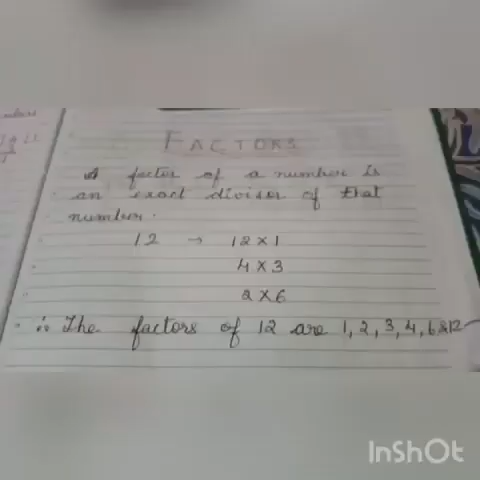 FACTORS
A factor of a number is
an exact divisor of that
number.
12 → 12 × 1
4 × 3
2 × 6
∴ The factors of 12 are 1, 2, 3, 4, 6 & 12
InShOt